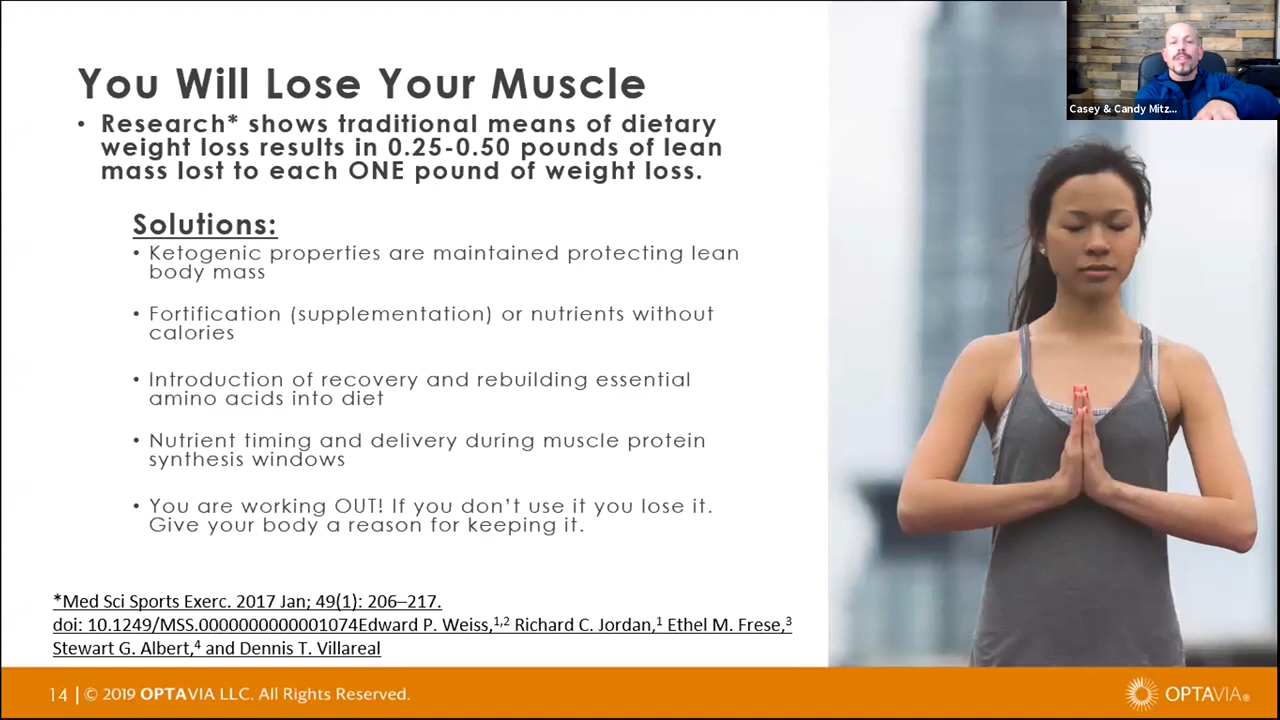 You Will Lose Your Muscle
• Research* shows traditional means of dietary
weight loss results in 0.25-0.50 pounds of lean
mass lost to each ONE pound of weight loss.
Solutions:
• Ketogenic properties are maintained protecting lean
body mass
• Fortification (supplementation) or nutrients without
calories
• Introduction of recovery and rebuilding essential
amino acids into diet
• Nutrient timing and delivery during muscle protein
synthesis windows
• You are working OUT! If you don’t use it you lose it.
Give your body a reason for keeping it.
*Med Sci Sports Exerc. 2017 Jan; 49(1): 206–217.
doi: 10.1249/MSS.0000000000001074Edward P. Weiss,1,2 Richard C. Jordan,1 Ethel M. Frese,3
Stewart G. Albert,4 and Dennis T. Villareal
Casey & Candy Mitz...
14 | © 2019 OPTAVIA LLC. All Rights Reserved.
OPTAVIA®